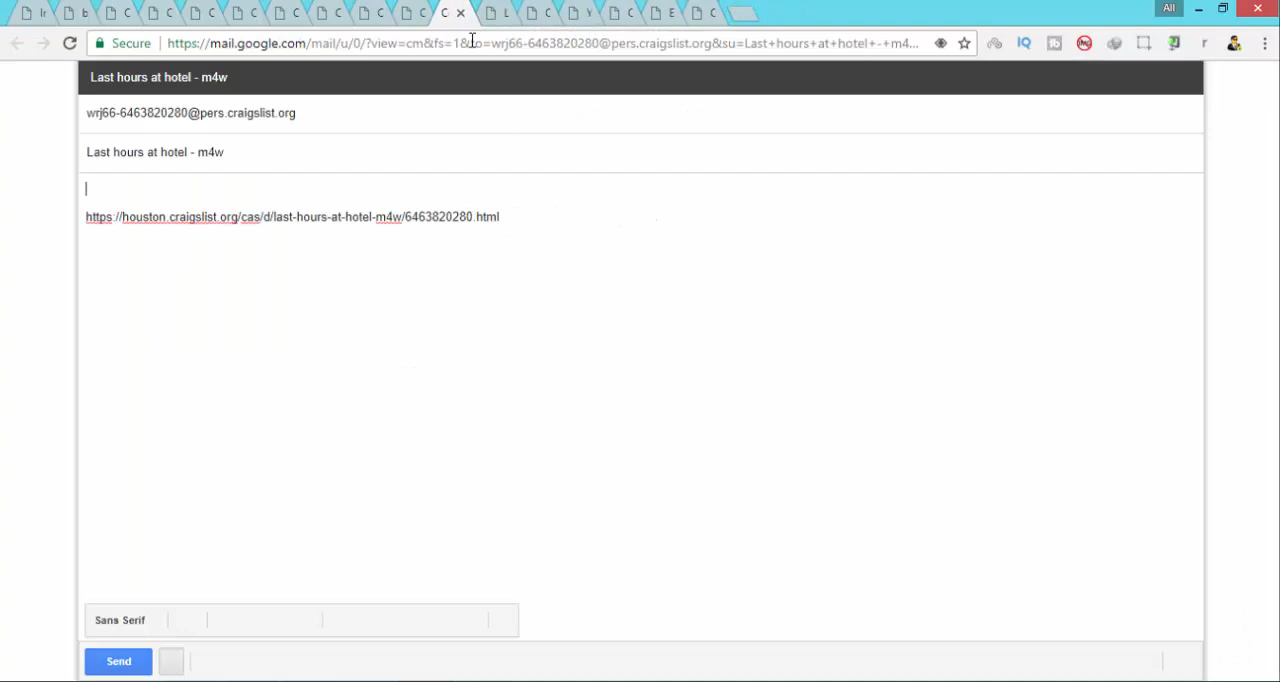 Ir b C C C C C C C C C L C Y C E C All
Secure https://mail.google.com/mail/u/0/?view=cm&fs=1&to=wrj66-6463820280@pers.craigslist.org&su=Last+hours+at+hotel+-+m4... IQ r
Last hours at hotel - m4w
wrj66-6463820280@pers.craigslist.org
Last hours at hotel - m4w
https://houston.craigslist.org/cas/d/last-hours-at-hotel-m4w/6463820280.html
Sans Serif
Send